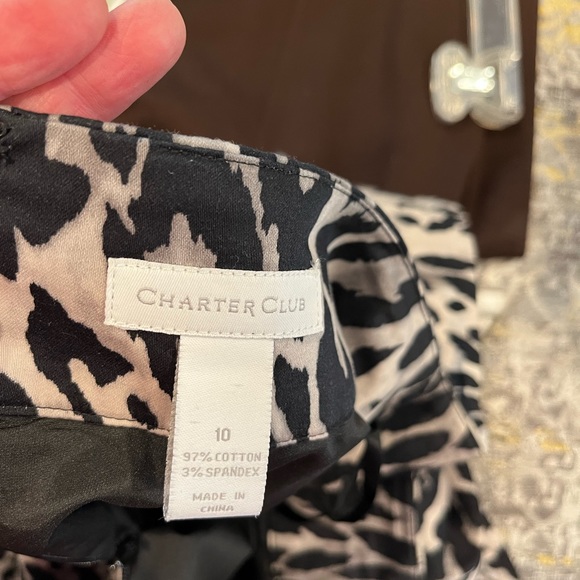 CHARTER CLUB
10
97% COTTON
3% SPANDEX
MADE IN
CHINA